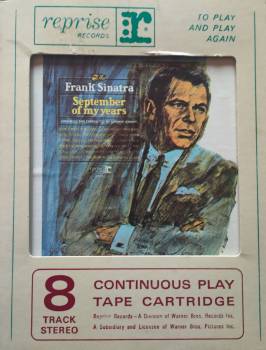 reprise
RECORDS
r:
TO PLAY
AND PLAY
AGAIN
Frank Sinatra
September
of my years
8
TRACK
STEREO
CONTINUOUS PLAY
TAPE CARTRIDGE
Reprise Records—A Division of Warner Bros. Records Inc.
A Subsidiary and Licensee of Warner Bros. Pictures Inc.